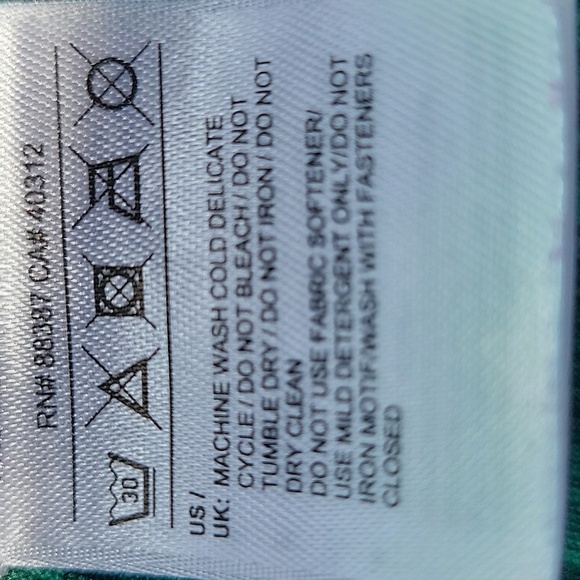 RN# 88387 CA# 40312
30
US /
UK: MACHINE WASH COLD DELICATE
CYCLE / DO NOT BLEACH / DO NOT
TUMBLE DRY / DO NOT IRON / DO NOT
DRY CLEAN
DO NOT USE FABRIC SOFTENER/
USE MILD DETERGENT ONLY/DO NOT
IRON MOTIF/WASH WITH FASTENERS
CLOSED